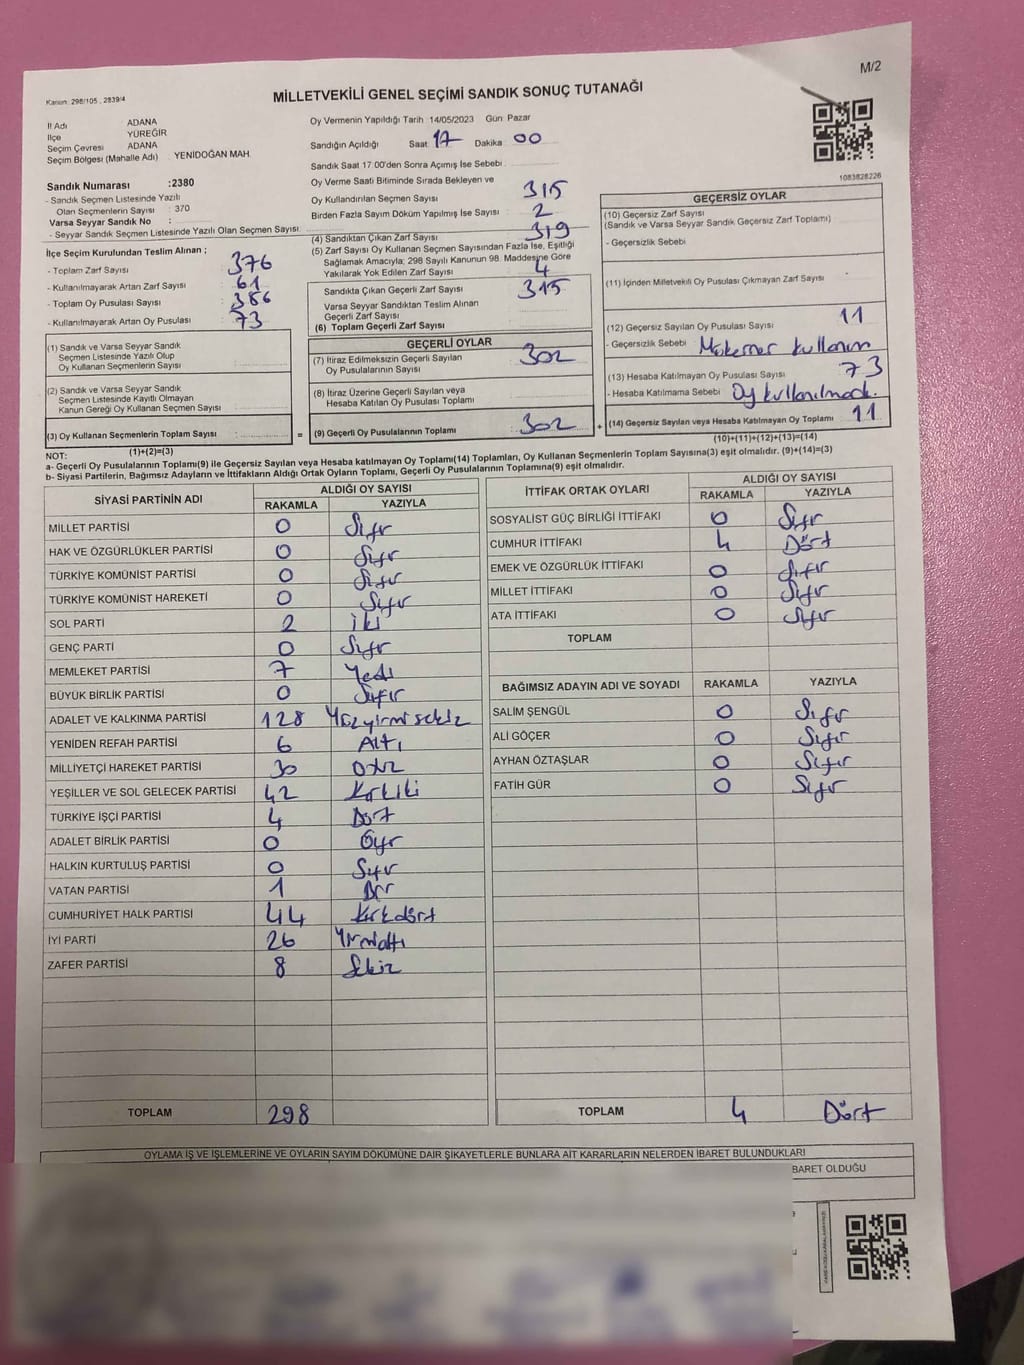 M/2
Kanun: 298/105 , 2839/4
MİLLETVEKİLİ GENEL SEÇİMİ SANDIK SONUÇ TUTANAĞI
İl Adı : ADANA
İlçe : YÜREĞİR
Seçim Çevresi : ADANA
Seçim Bölgesi (Mahalle Adı) : YENİDOĞAN MAH.
Oy Vermenin Yapıldığı Tarih 14/05/2023 Gün Pazar
Sandığın Açıldığı Saat 17 Dakika 00
Sandık Saat 17.00'den Sonra Açımış İse Sebebi
1083828226
Sandık Numarası :2380
- Sandık Seçmen Listesinde Yazılı
Olan Seçmenlerin Sayısı : 370
Varsa Seyyar Sandık No :
- Seyyar Sandık Seçmen Listesinde Yazılı Olan Seçmen Sayısı
Oy Verme Saati Bitiminde Sırada Bekleyen ve
Oy Kullandırılan Seçmen Sayısı 315
Birden Fazla Sayım Döküm Yapılmış İse Sayısı 2
(4) Sandıktan Çıkan Zarf Sayısı 319
(5) Zarf Sayısı Oy Kullanan Seçmen Sayısından Fazla İse, Eşitliği
Sağlamak Amacıyla; 298 Sayılı Kanunun 98. Maddesine Göre
Yakılarak Yok Edilen Zarf Sayısı 4
İlçe Seçim Kurulundan Teslim Alınan ;
- Toplam Zarf Sayısı 376
- Kullanılmayarak Artan Zarf Sayısı 61
- Toplam Oy Pusulası Sayısı 386
- Kullanılmayarak Artan Oy Pusulası 73
Sandıkta Çıkan Geçerli Zarf Sayısı 315
Varsa Seyyar Sandıktan Teslim Alınan
Geçerli Zarf Sayısı
(6) Toplam Geçerli Zarf Sayısı
(1) Sandık ve Varsa Seyyar Sandık
Seçmen Listesinde Yazılı Olup
Oy Kullanan Seçmenlerin Sayısı
(2) Sandık ve Varsa Seyyar Sandık
Seçmen Listesinde Kayıtlı Olmayan
Kanun Gereği Oy Kullanan Seçmen Sayısı
(3) Oy Kullanan Seçmenlerin Toplam Sayısı
(1)+(2)=(3)
GEÇERLİ OYLAR
(7) İtiraz Edilmeksizin Geçerli Sayılan
Oy Pusulalarının Sayısı 302
(8) İtiraz Üzerine Geçerli Sayılan veya
Hesaba Katılan Oy Pusulası Toplamı
= (9) Geçerli Oy Pusulalarının Toplamı 302 +
GEÇERSİZ OYLAR
(10) Geçersiz Zarf Sayısı
(Sandık ve Varsa Seyyar Sandık Geçersiz Zarf Toplamı)
- Geçersizlik Sebebi
(11) İçinden Milletvekili Oy Pusulası Çıkmayan Zarf Sayısı
(12) Geçersiz Sayılan Oy Pusulası Sayısı 11
- Geçersizlik Sebebi
(13) Hesaba Katılmayan Oy Pusulası Sayısı 73
- Hesaba Katılmama Sebebi Oy kullanılmadı.
(14) Geçersiz Sayılan veya Hesaba Katılmayan Oy Toplamı 11
(10)+(11)+(12)+(13)=(14)
NOT:
a- Geçerli Oy Pusulalarının Toplamı(9) ile Geçersiz Sayılan veya Hesaba katılmayan Oy Toplamı(14) Toplamları, Oy Kullanan Seçmenlerin Toplam Sayısına(3) eşit olmalıdır. (9)+(14)=(3)
b- Siyasi Partilerin, Bağımsız Adayların ve İttifakların Aldığı Ortak Oyların Toplamı, Geçerli Oy Pusulalarının Toplamına(9) eşit olmalıdır.
SİYASİ PARTİNİN ADI ALDIĞI OY SAYISI
RAKAMLA YAZIYLA
MİLLET PARTİSİ 0 Sıfır
HAK VE ÖZGÜRLÜKLER PARTİSİ 0 Sıfır
TÜRKİYE KOMÜNİST PARTİSİ 0 Sıfır
TÜRKİYE KOMÜNİST HAREKETİ 0 Sıfır
SOL PARTİ 2 iki
GENÇ PARTİ 0 Sıfır
MEMLEKET PARTİSİ 7 Yedi
BÜYÜK BİRLİK PARTİSİ 0 Sıfır
ADALET VE KALKINMA PARTİSİ 128 Yüzyirmisekiz
YENİDEN REFAH PARTİSİ 6 Altı
MİLLİYETÇİ HAREKET PARTİSİ 30 Otuz
YEŞİLLER VE SOL GELECEK PARTİSİ 42 Kırkiki
TÜRKİYE İŞÇİ PARTİSİ 4 Dört
ADALET BİRLİK PARTİSİ 0
HALKIN KURTULUŞ PARTİSİ 0 Sıfır
VATAN PARTİSİ 1 Bir
CUMHURİYET HALK PARTİSİ 44 Kırkdört
İYİ PARTİ 26 Yirmialtı
ZAFER PARTİSİ 8 Sekiz
TOPLAM 298
İTTİFAK ORTAK OYLARI ALDIĞI OY SAYISI
RAKAMLA YAZIYLA
SOSYALİST GÜÇ BİRLİĞİ İTTİFAKI 0 Sıfır
CUMHUR İTTİFAKI 4 Dört
EMEK VE ÖZGÜRLÜK İTTİFAKI 0 Sıfır
MİLLET İTTİFAKI 0 Sıfır
ATA İTTİFAKI 0 Sıfır
TOPLAM
BAĞIMSIZ ADAYIN ADI VE SOYADI RAKAMLA YAZIYLA
SALİM ŞENGÜL 0 Sıfır
ALİ GÖÇER 0 Sıfır
AYHAN ÖZTAŞLAR 0 Sıfır
FATİH GÜR 0 Sıfır
TOPLAM 4 Dört
OYLAMA İŞ VE İŞLEMLERİNE VE OYLARIN SAYIM DÖKÜMÜNE DAİR ŞİKAYETLERLE BUNLARA AİT KARARLARIN NELERDEN İBARET BULUNDUKLARI
BARET OLDUĞU